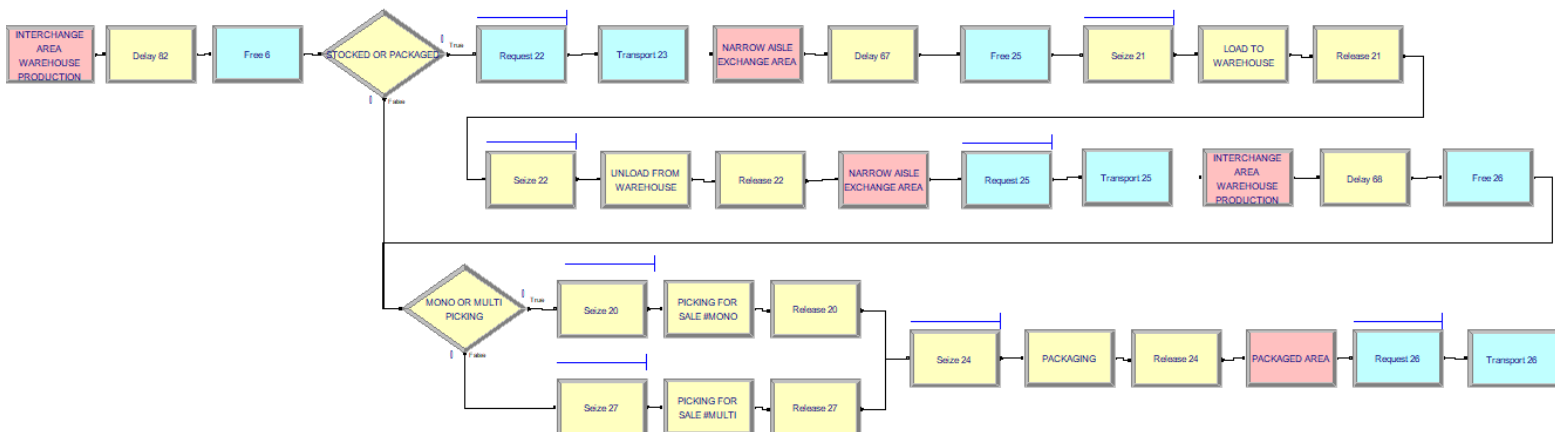 INTERCHANGE
AREA
WAREHOUSE
PRODUCTION
Delay 82
Free 6
STOCKED OR PACKAGED
True
False
Request 22
Transport 23
NARROW AISLE
EXCHANGE AREA
Delay 67
Free 25
Seize 21
LOAD TO
WAREHOUSE
Release 21
Seize 22
UNLOAD FROM
WAREHOUSE
Release 22
NARROW AISLE
EXCHANGE AREA
Request 25
Transport 25
INTERCHANGE
AREA
WAREHOUSE
PRODUCTION
Delay 68
Free 26
MONO OR MULTI
PICKING
True
False
Seize 20
PICKING FOR
SALE #MONO
Release 20
Seize 27
PICKING FOR
SALE #MULTI
Release 27
Seize 24
PACKAGING
Release 24
PACKAGED AREA
Request 26
Transport 26